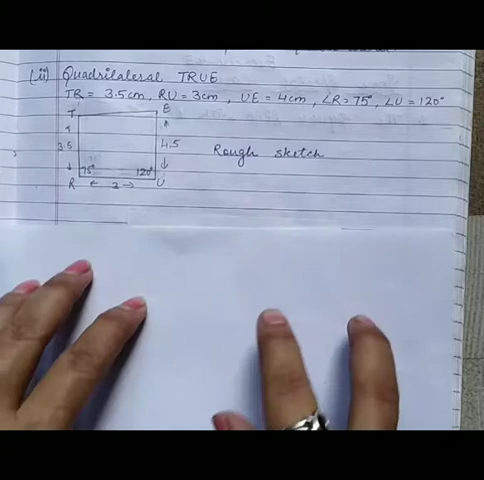 (ii) Quadrilateral TRUE
TR = 3.5cm, RU = 3cm, UE = 4cm, ∠R = 75°, ∠U = 120°
T E
3.5 4.5 Rough sketch
75° 120°
R ← 3 → U